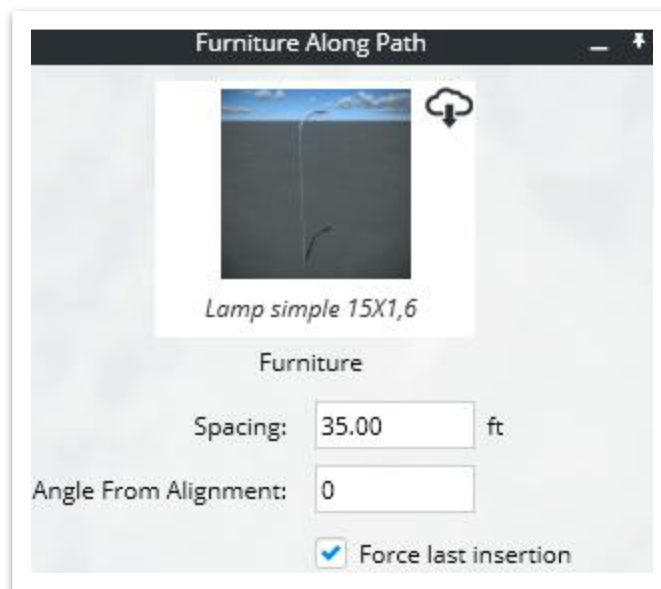 Furniture Along Path
Lamp simple 15X1,6
Furniture
Spacing: 35.00 ft
Angle From Alignment: 0
Force last insertion